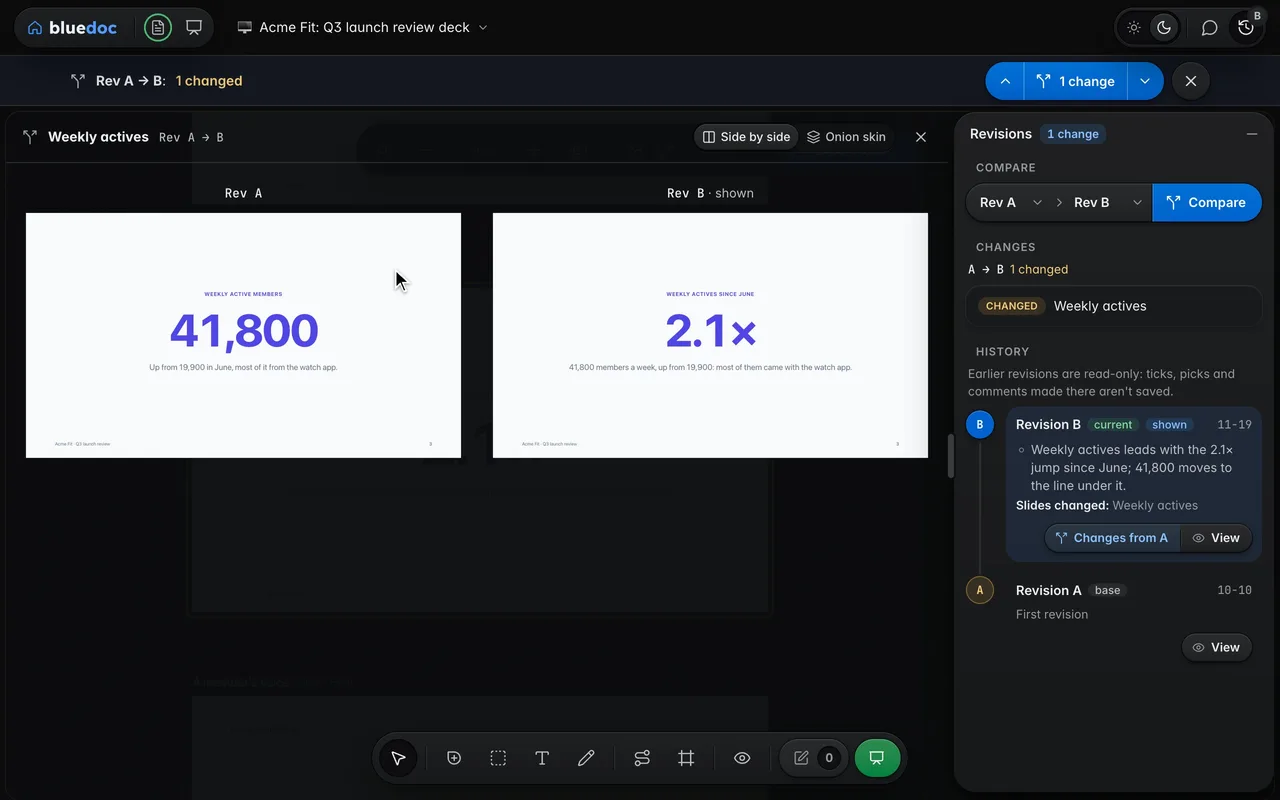 bluedoc
Acme Fit: Q3 launch review deck
B
Rev A → B: 1 changed
1 change
Weekly actives Rev A → B
Side by side
Onion skin
Rev A
Rev B · shown
WEEKLY ACTIVE MEMBERS
41,800
Up from 19,900 in June, most of it from the watch app.
Acme Fit · Q3 launch review
3
WEEKLY ACTIVES SINCE JUNE
2.1×
41,800 members a week, up from 19,900: most of them came with the watch app.
Acme Fit · Q3 launch review
3
Revisions 1 change
COMPARE
Rev A > Rev B Compare
CHANGES
A → B 1 changed
CHANGED Weekly actives
HISTORY
Earlier revisions are read-only: ticks, picks and
comments made there aren't saved.
B Revision B current shown 11-19
Weekly actives leads with the 2.1×
jump since June; 41,800 moves to
the line under it.
Slides changed: Weekly actives
Changes from A View
A Revision A base 10-10
First revision
View
0